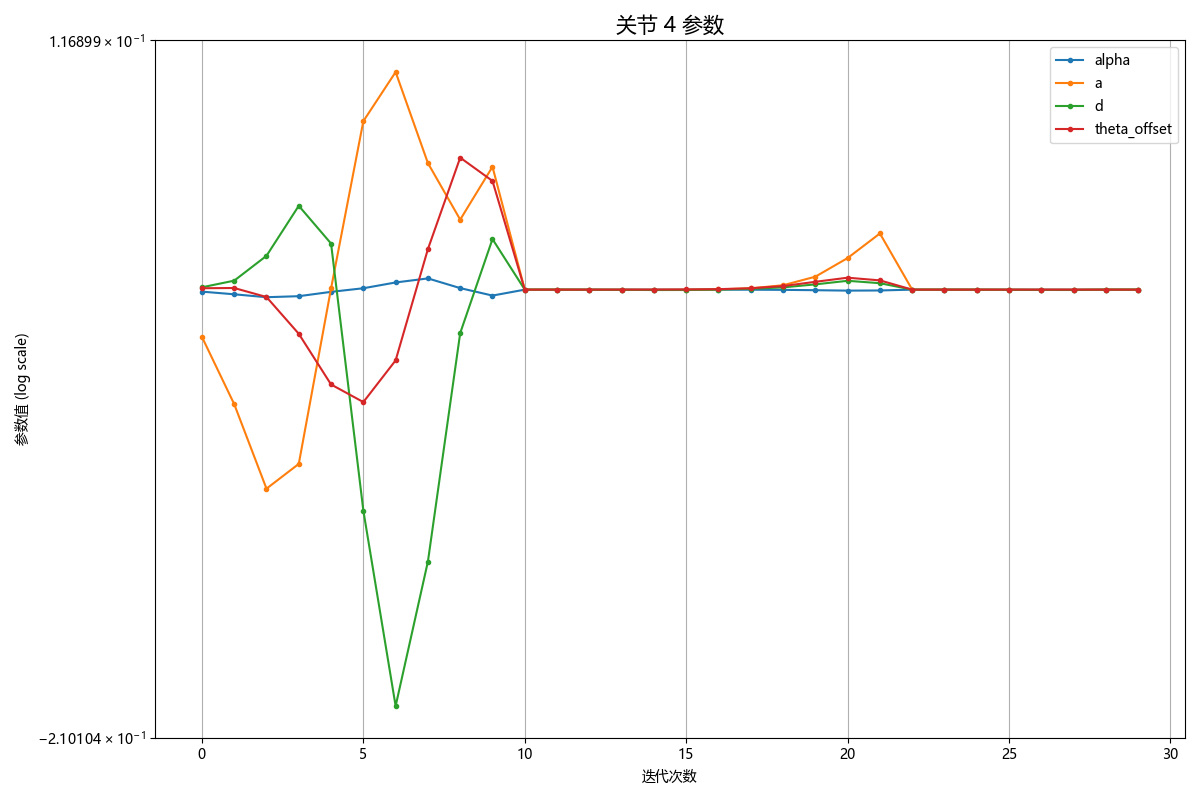 关节 4 参数
1.16899 × 10⁻¹
alpha
a
d
theta_offset
参数值 (log scale)
−2.10104 × 10⁻¹
0 5 10 15 20 25 30
迭代次数